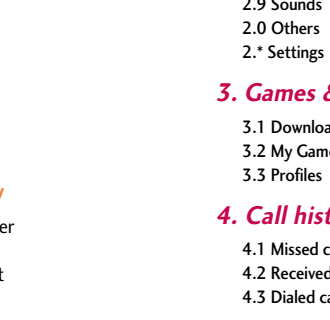 2.9 Sounds
2.0 Others
2.* Settings
3. Games &
3.1 Downloa
3.2 My Game
3.3 Profiles
4. Call hist
4.1 Missed c
4.2 Received
4.3 Dialed ca
y
er
t